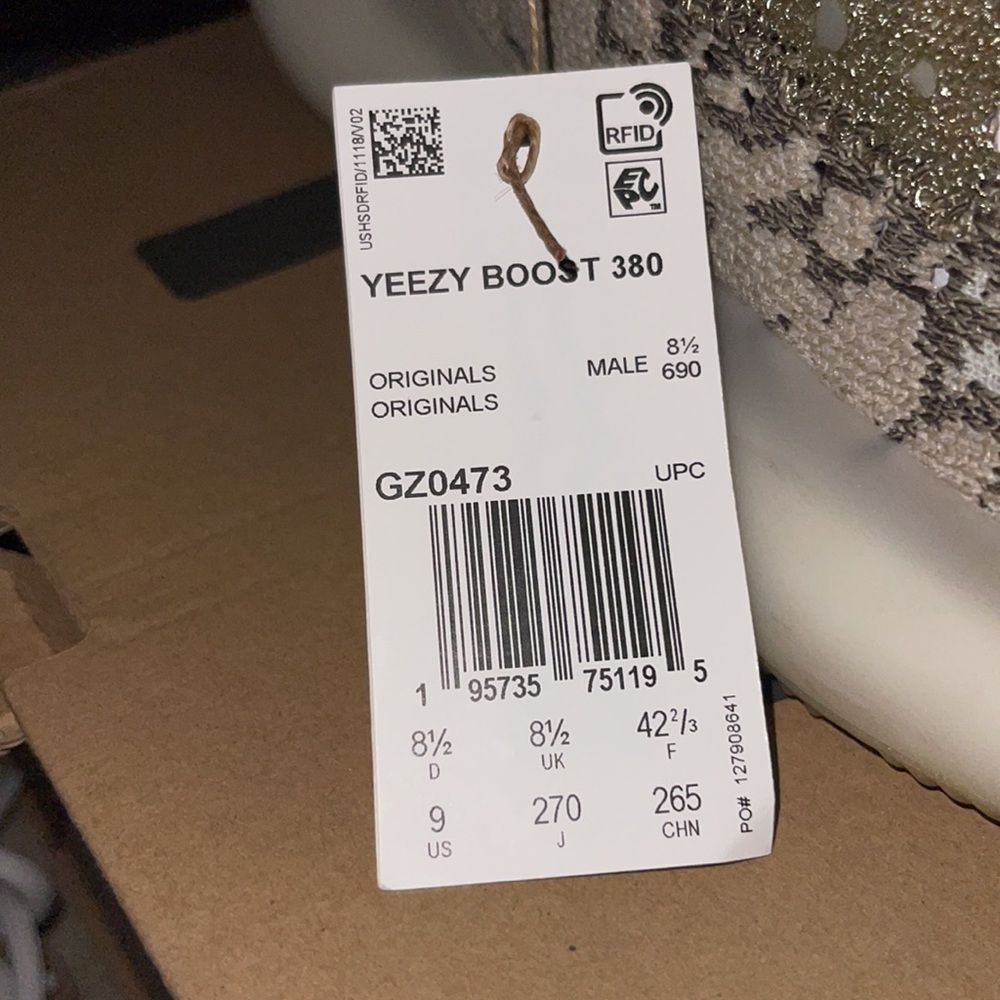 USHSDRFID/1118/V02
RFID
EPC™
YEEZY BOOST 380
ORIGINALS
ORIGINALS
MALE
8½
690
GZ0473
UPC
1 95735 75119 5
8½ 8½ 42⅔
D UK F
9 270 265
US J CHN
PO# 127908641